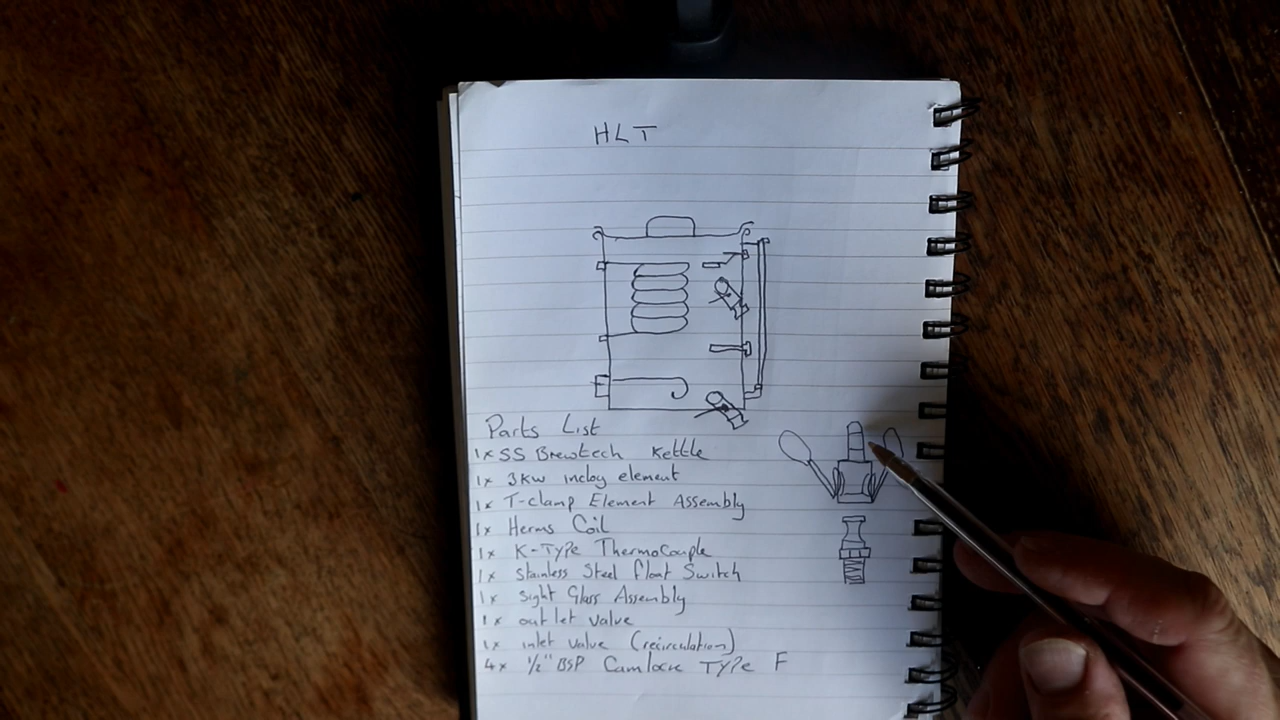 HLT
Parts List
1x SS Brewtech Kettle
1x 3kw incloy element
1x T-clamp Element Assembly
1x Herms Coil
1x K-Type ThermoCouple
1x Stainless Steel float Switch
1x Sight Glass Assembly
1x outlet valve
1x inlet valve (recirculation)
4x 1/2" BSP Camlock Type F